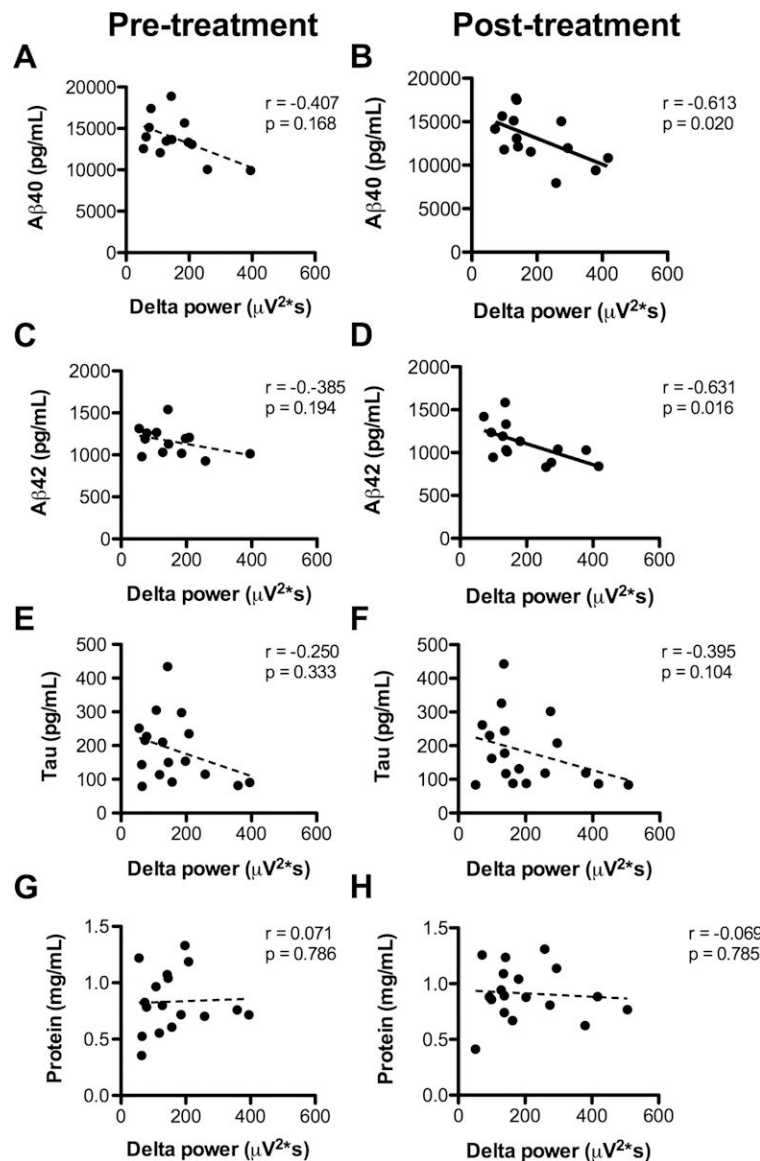 Pre-treatment
Post-treatment
A
20000
15000
10000
5000
0
0 200 400 600
Aβ40 (pg/mL)
Delta power (μV²*s)
r = -0.407
p = 0.168
B
20000
15000
10000
5000
0
0 200 400 600
Aβ40 (pg/mL)
Delta power (μV²*s)
r = -0.613
p = 0.020
C
2000
1500
1000
500
0
0 200 400 600
Aβ42 (pg/mL)
Delta power (μV²*s)
r = -0.-385
p = 0.194
D
2000
1500
1000
500
0
0 200 400 600
Aβ42 (pg/mL)
Delta power (μV²*s)
r = -0.631
p = 0.016
E
500
400
300
200
100
0
0 200 400 600
Tau (pg/mL)
Delta power (μV²*s)
r = -0.250
p = 0.333
F
500
400
300
200
100
0
0 200 400 600
Tau (pg/mL)
Delta power (μV²*s)
r = -0.395
p = 0.104
G
1.5
1.0
0.5
0.0
0 200 400 600
Protein (mg/mL)
Delta power (μV²*s)
r = 0.071
p = 0.786
H
1.5
1.0
0.5
0.0
0 200 400 600
Protein (mg/mL)
Delta power (μV²*s)
r = -0.069
p = 0.785